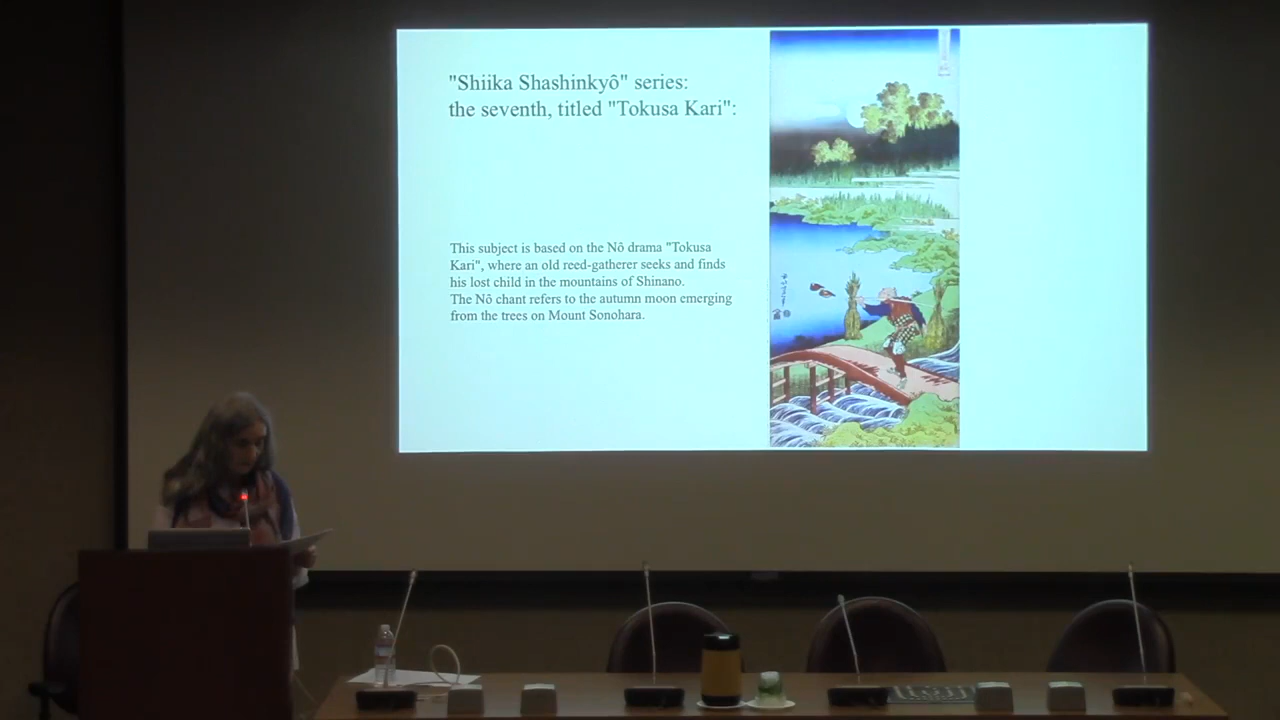 "Shiika Shashinkyô" series:
the seventh, titled "Tokusa Kari":
This subject is based on the Nô drama "Tokusa
Kari", where an old reed-gatherer seeks and finds
his lost child in the mountains of Shinano.
The Nô chant refers to the autumn moon emerging
from the trees on Mount Sonohara.